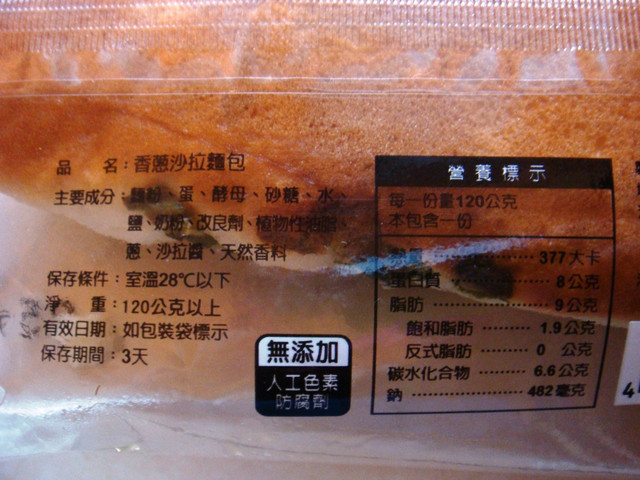 品　名：香蔥沙拉麵包
主要成分：麵粉、蛋、酵母、砂糖、水、
鹽、奶粉、改良劑、植物性油脂、
蔥、沙拉醬、天然香料
保存條件：室溫28℃以下
淨　重：120公克以上
有效日期：如包裝袋標示
保存期間：3天
無添加
人工色素
防腐劑
營養標示
每一份量120公克
本包含一份
熱量 ········ 377大卡
蛋白質 ········ 8公克
脂肪 ········ 9公克
飽和脂肪 ········ 1.9公克
反式脂肪 ········ 0 公克
碳水化合物 ········ 6.6公克
鈉 ········ 482毫克
4